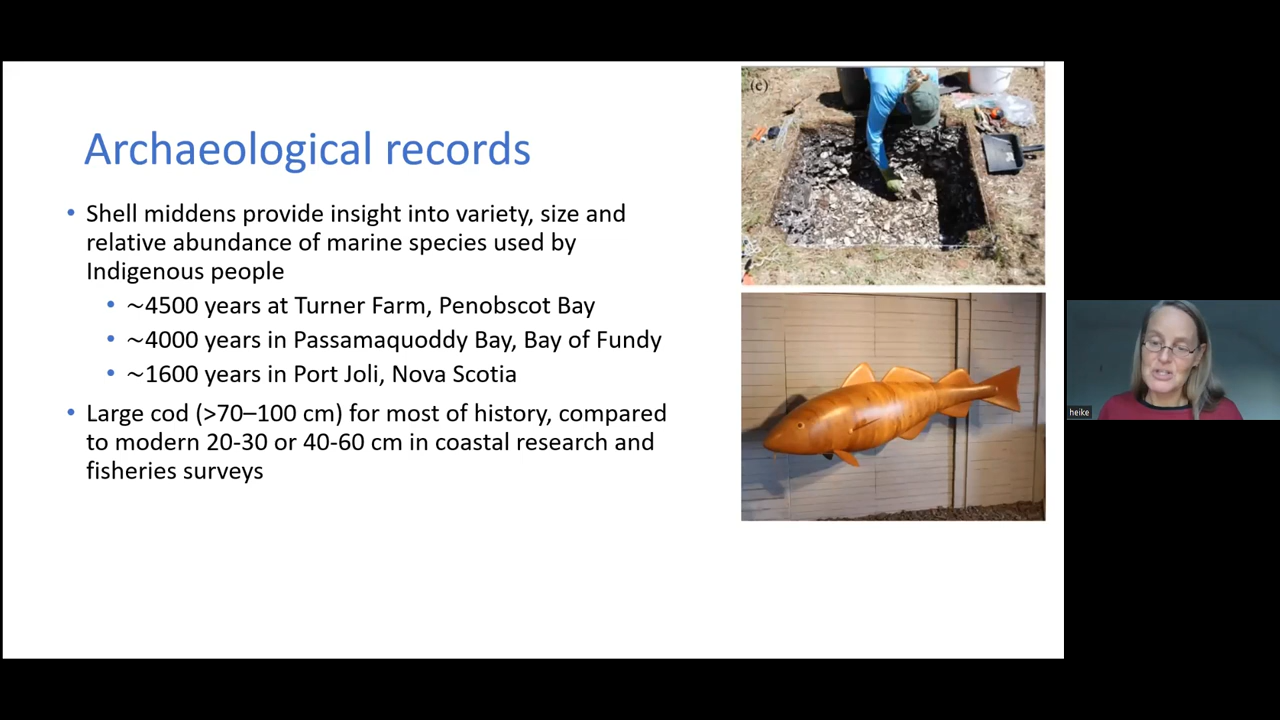 (c)
Archaeological records
• Shell middens provide insight into variety, size and
relative abundance of marine species used by
Indigenous people
• ~4500 years at Turner Farm, Penobscot Bay
• ~4000 years in Passamaquoddy Bay, Bay of Fundy
• ~1600 years in Port Joli, Nova Scotia
• Large cod (>70–100 cm) for most of history, compared
to modern 20-30 or 40-60 cm in coastal research and
fisheries surveys
heike